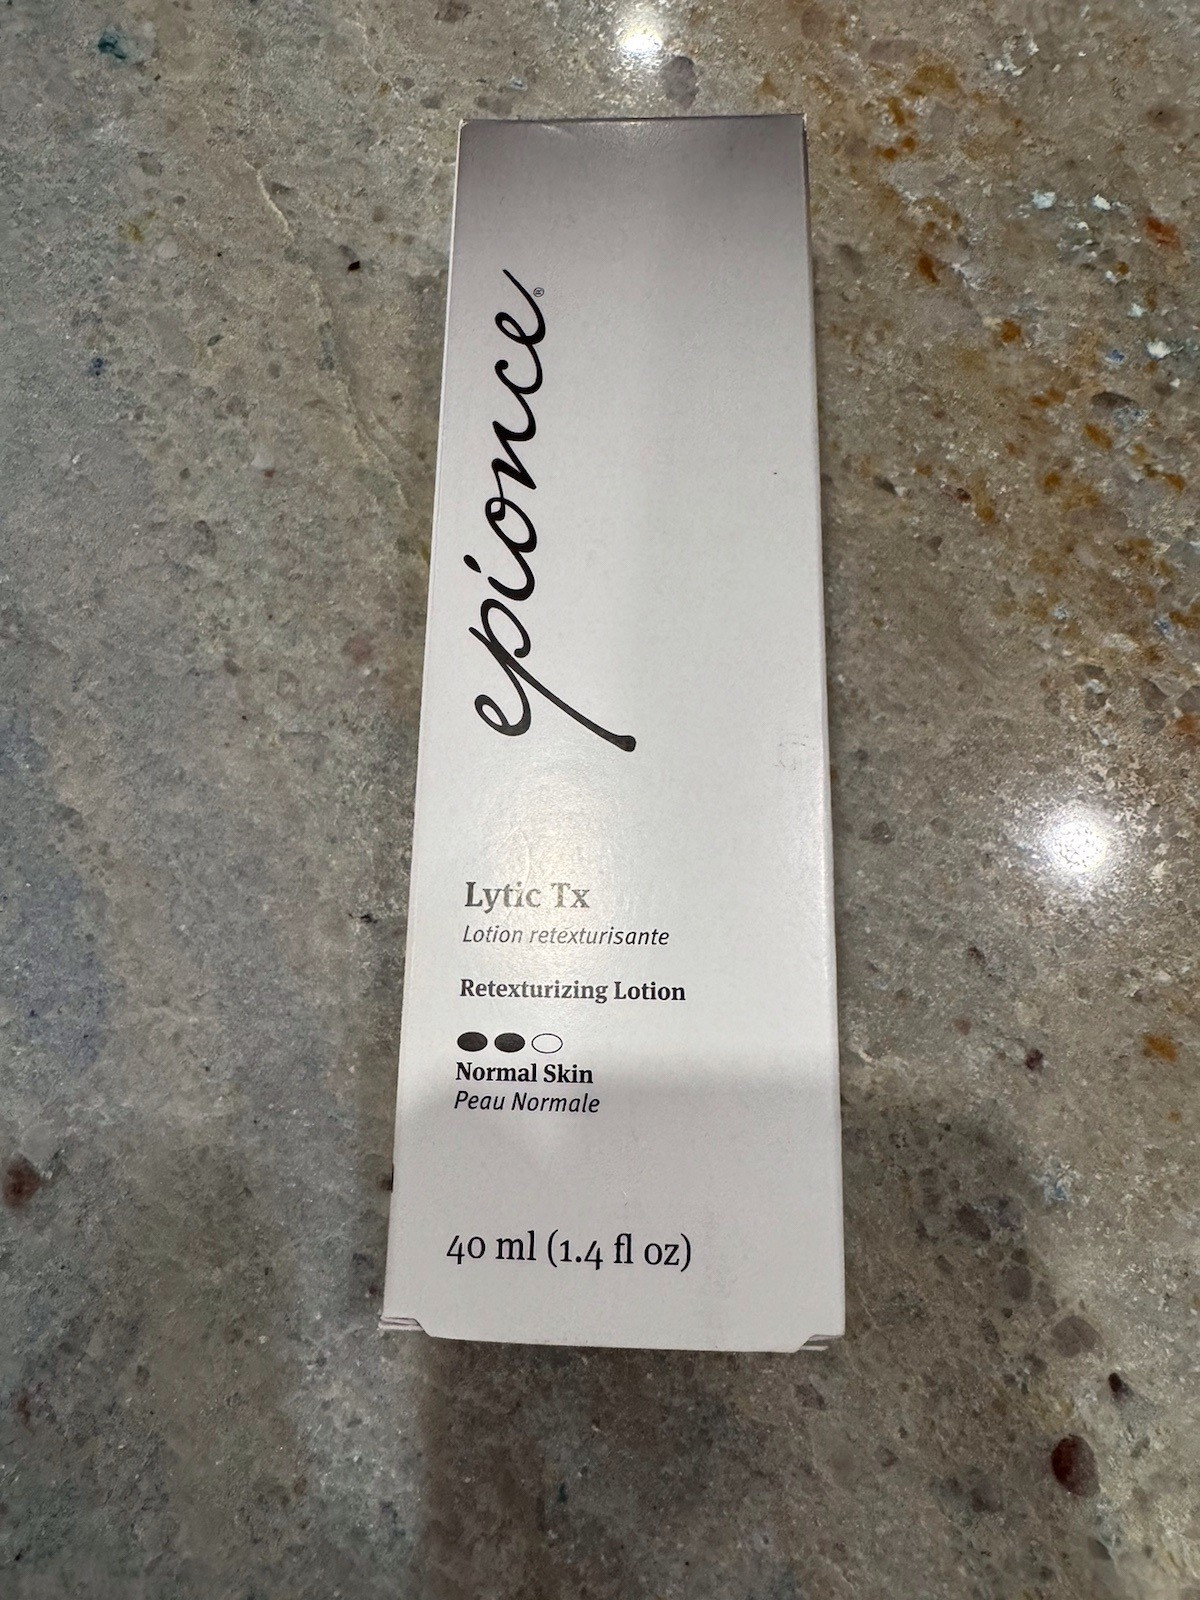 epionce®
Lytic Tx
Lotion retexturisante
Retexturizing Lotion
Normal Skin
Peau Normale
40 ml (1.4 fl oz)